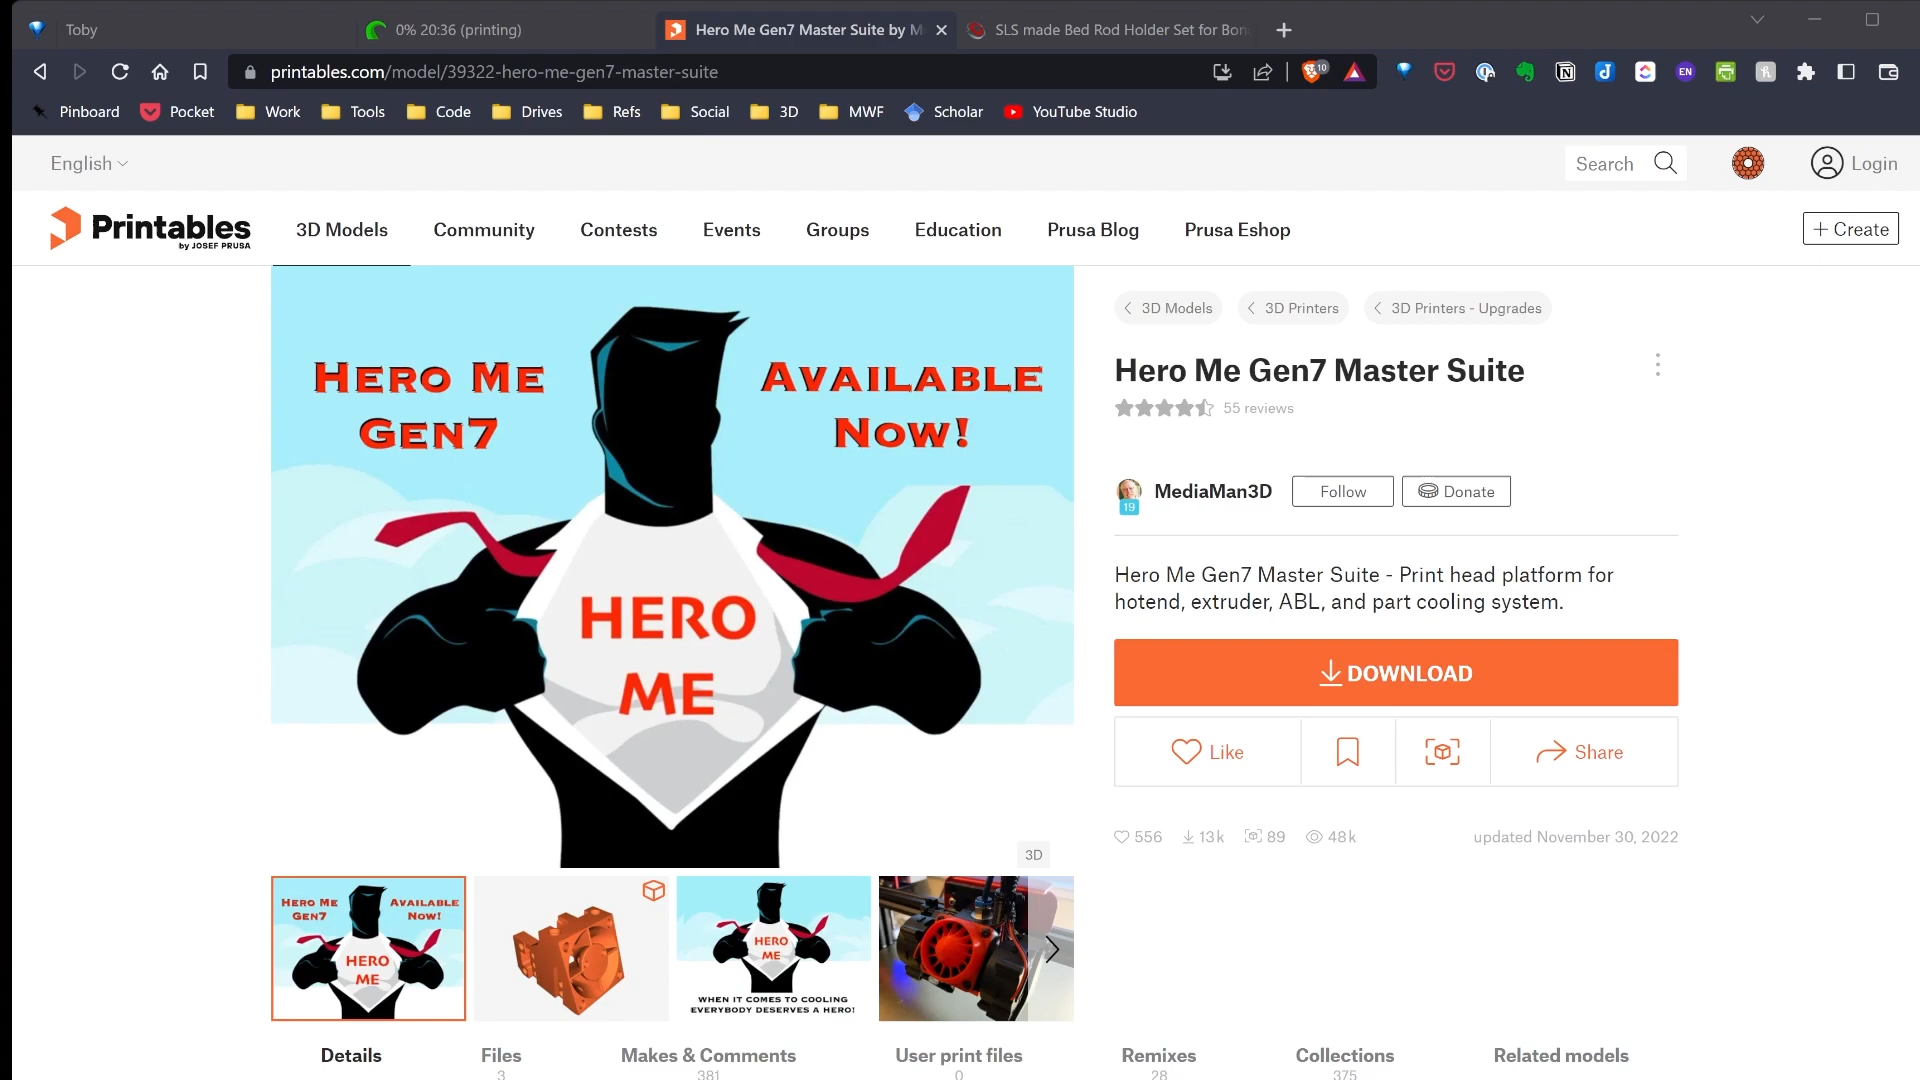 Toby
0% 20:36 (printing)
Hero Me Gen7 Master Suite by M
SLS made Bed Rod Holder Set for Bon
printables.com/model/39322-hero-me-gen7-master-suite
10
EN
Pinboard
Pocket
Work
Tools
Code
Drives
Refs
Social
3D
MWF
Scholar
YouTube Studio
English
Search
Login
Printables
by JOSEF PRUSA
3D Models
Community
Contests
Events
Groups
Education
Prusa Blog
Prusa Eshop
+ Create
HERO ME
GEN7
AVAILABLE
NOW!
HERO
ME
3D
3D Models
3D Printers
3D Printers - Upgrades
Hero Me Gen7 Master Suite
55 reviews
MediaMan3D
19
Follow
Donate
Hero Me Gen7 Master Suite - Print head platform for
hotend, extruder, ABL, and part cooling system.
DOWNLOAD
Like
Share
556
13k
89
48k
updated November 30, 2022
HERO ME
GEN7
AVAILABLE
NOW!
HERO
ME
HERO
ME
WHEN IT COMES TO COOLING
EVERYBODY DESERVES A HERO!
Details
Files
3
Makes & Comments
381
User print files
0
Remixes
28
Collections
375
Related models